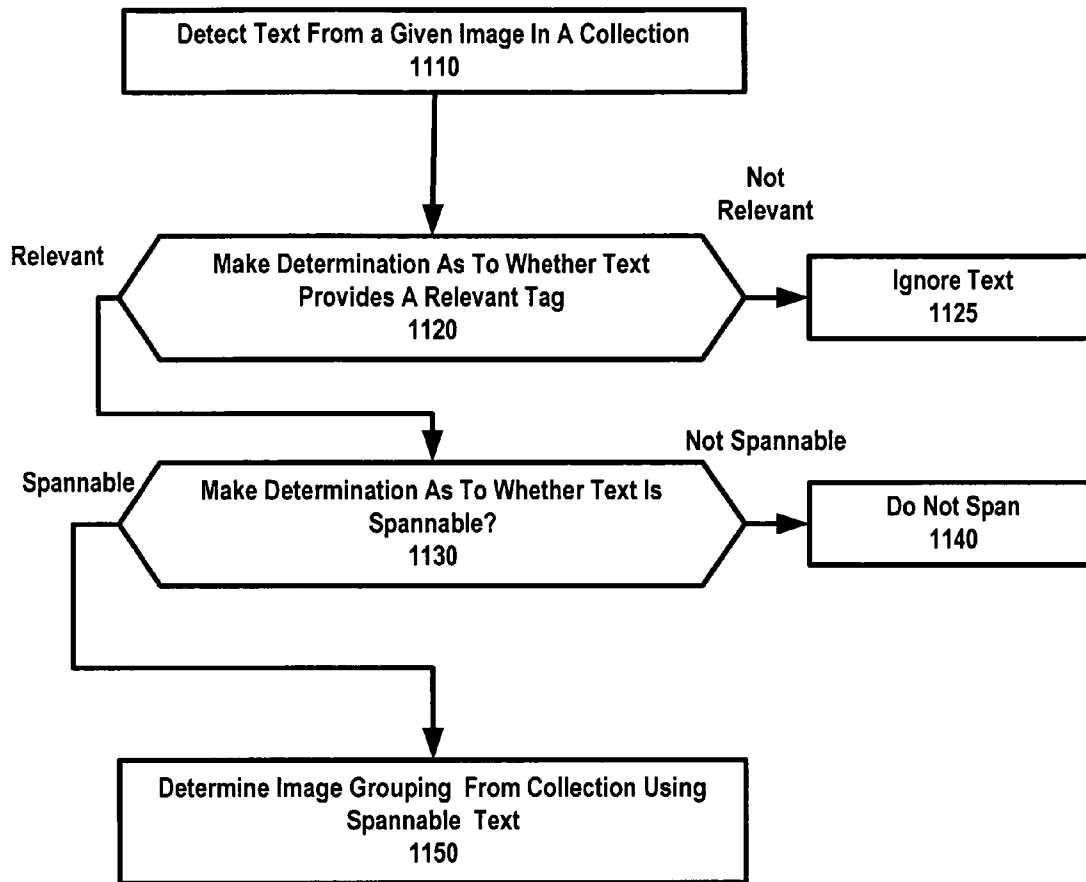 Detect Text From a Given Image In A Collection
1110
Not
Relevant
Relevant
Make Determination As To Whether Text
Provides A Relevant Tag
1120
Ignore Text
1125
Not Spannable
Spannable
Make Determination As To Whether Text Is
Spannable?
1130
Do Not Span
1140
Determine Image Grouping From Collection Using
Spannable Text
1150